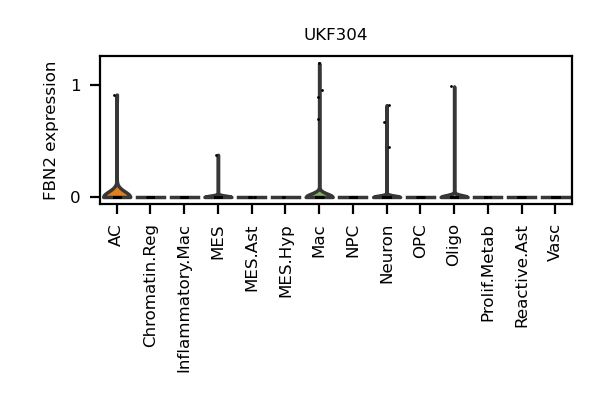 UKF304
FBN2 expression
1
0
AC
Chromatin.Reg
Inflammatory.Mac
MES
MES.Ast
MES.Hyp
Mac
NPC
Neuron
OPC
Oligo
Prolif.Metab
Reactive.Ast
Vasc